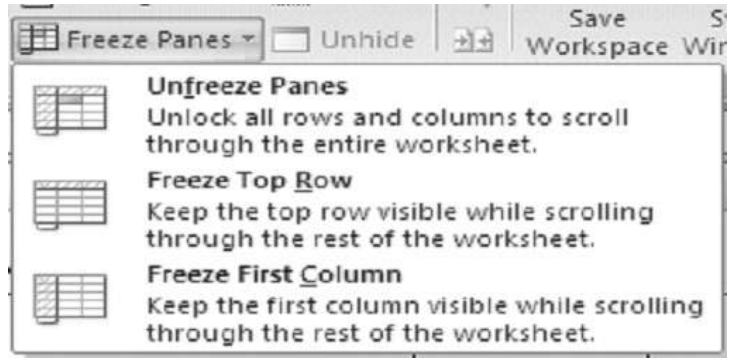 Freeze Panes
Unhide
Save
Workspace
Unfreeze Panes
Unlock all rows and columns to scroll
through the entire worksheet.
Freeze Top Row
Keep the top row visible while scrolling
through the rest of the worksheet.
Freeze First Column
Keep the first column visible while scrolling
through the rest of the worksheet.